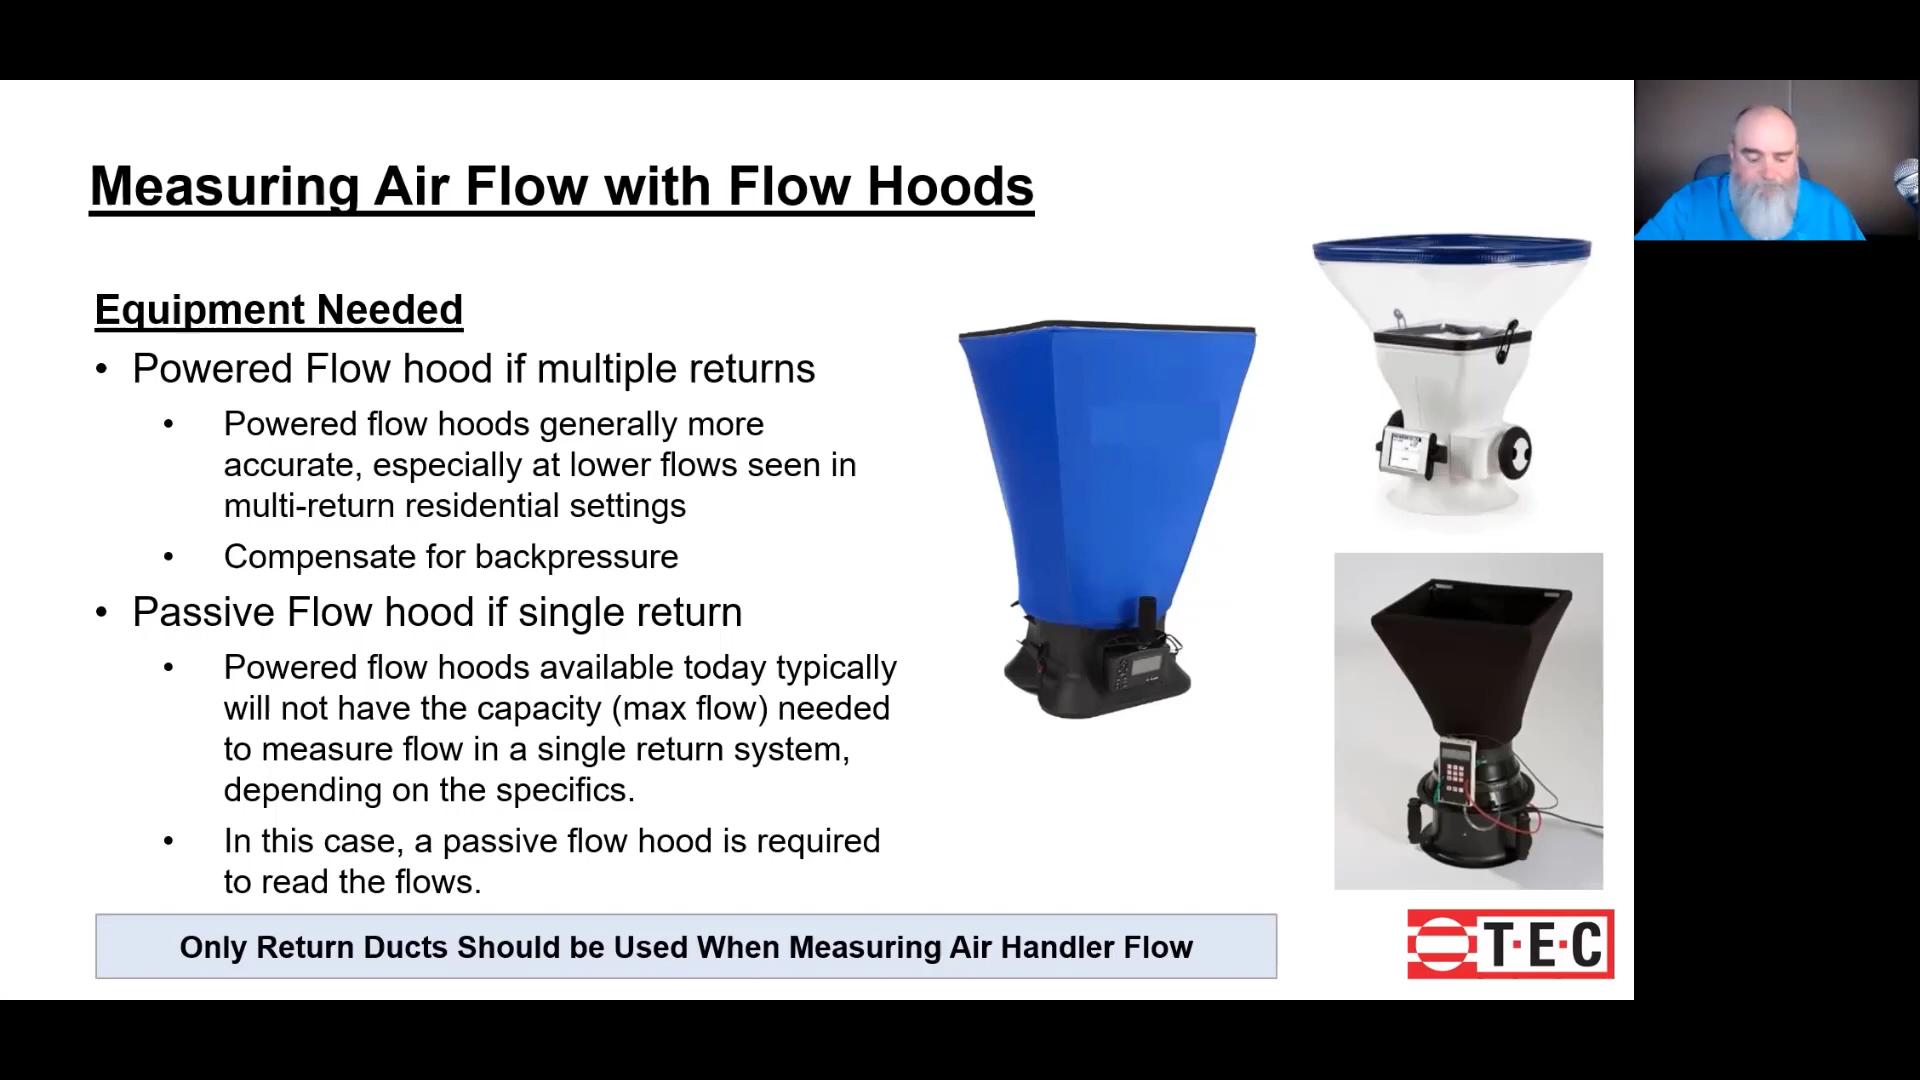 Measuring Air Flow with Flow Hoods
Equipment Needed
• Powered Flow hood if multiple returns
• Powered flow hoods generally more
accurate, especially at lower flows seen in
multi-return residential settings
• Compensate for backpressure
• Passive Flow hood if single return
• Powered flow hoods available today typically
will not have the capacity (max flow) needed
to measure flow in a single return system,
depending on the specifics.
• In this case, a passive flow hood is required
to read the flows.
Only Return Ducts Should be Used When Measuring Air Handler Flow
T·E·C